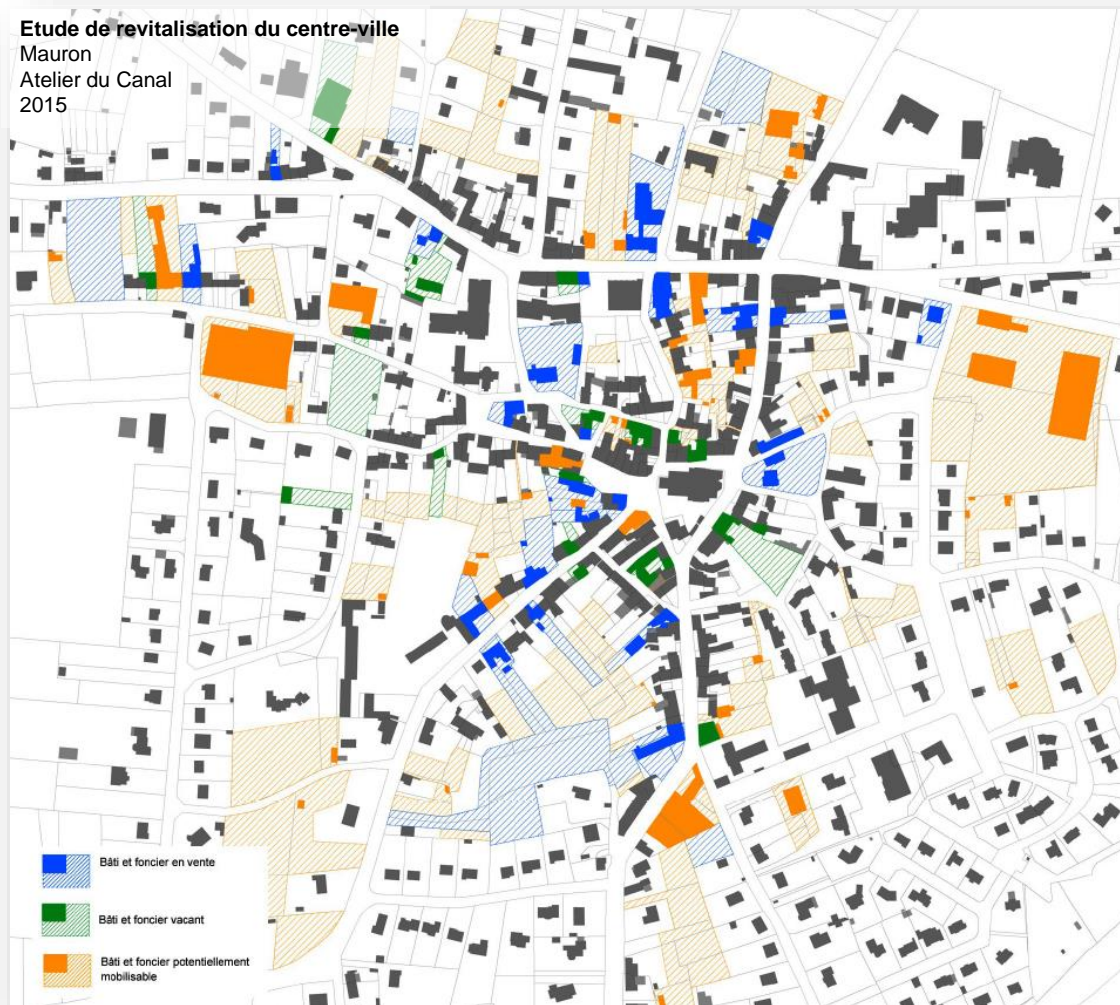 Etude de revitalisation du centre-ville
Mauron
Atelier du Canal
2015
Bâti et foncier en vente
Bâti et foncier vacant
Bâti et foncier potentiellement
mobilisable